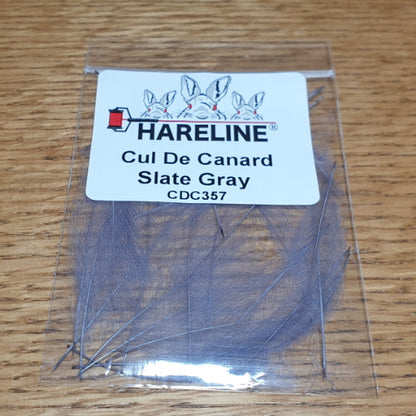 HARELINE®
Cul De Canard
Slate Gray
CDC357